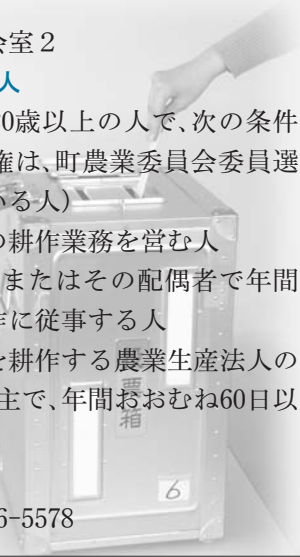 会室2
人
0歳以上の人で、次の条件
権は、町農業委員会委員選
いる人）
の耕作業務を営む人
またはその配偶者で年間
作に従事する人
を耕作する農業生産法人の
主で、年間おおむね60日以
票箱
6
6-5578